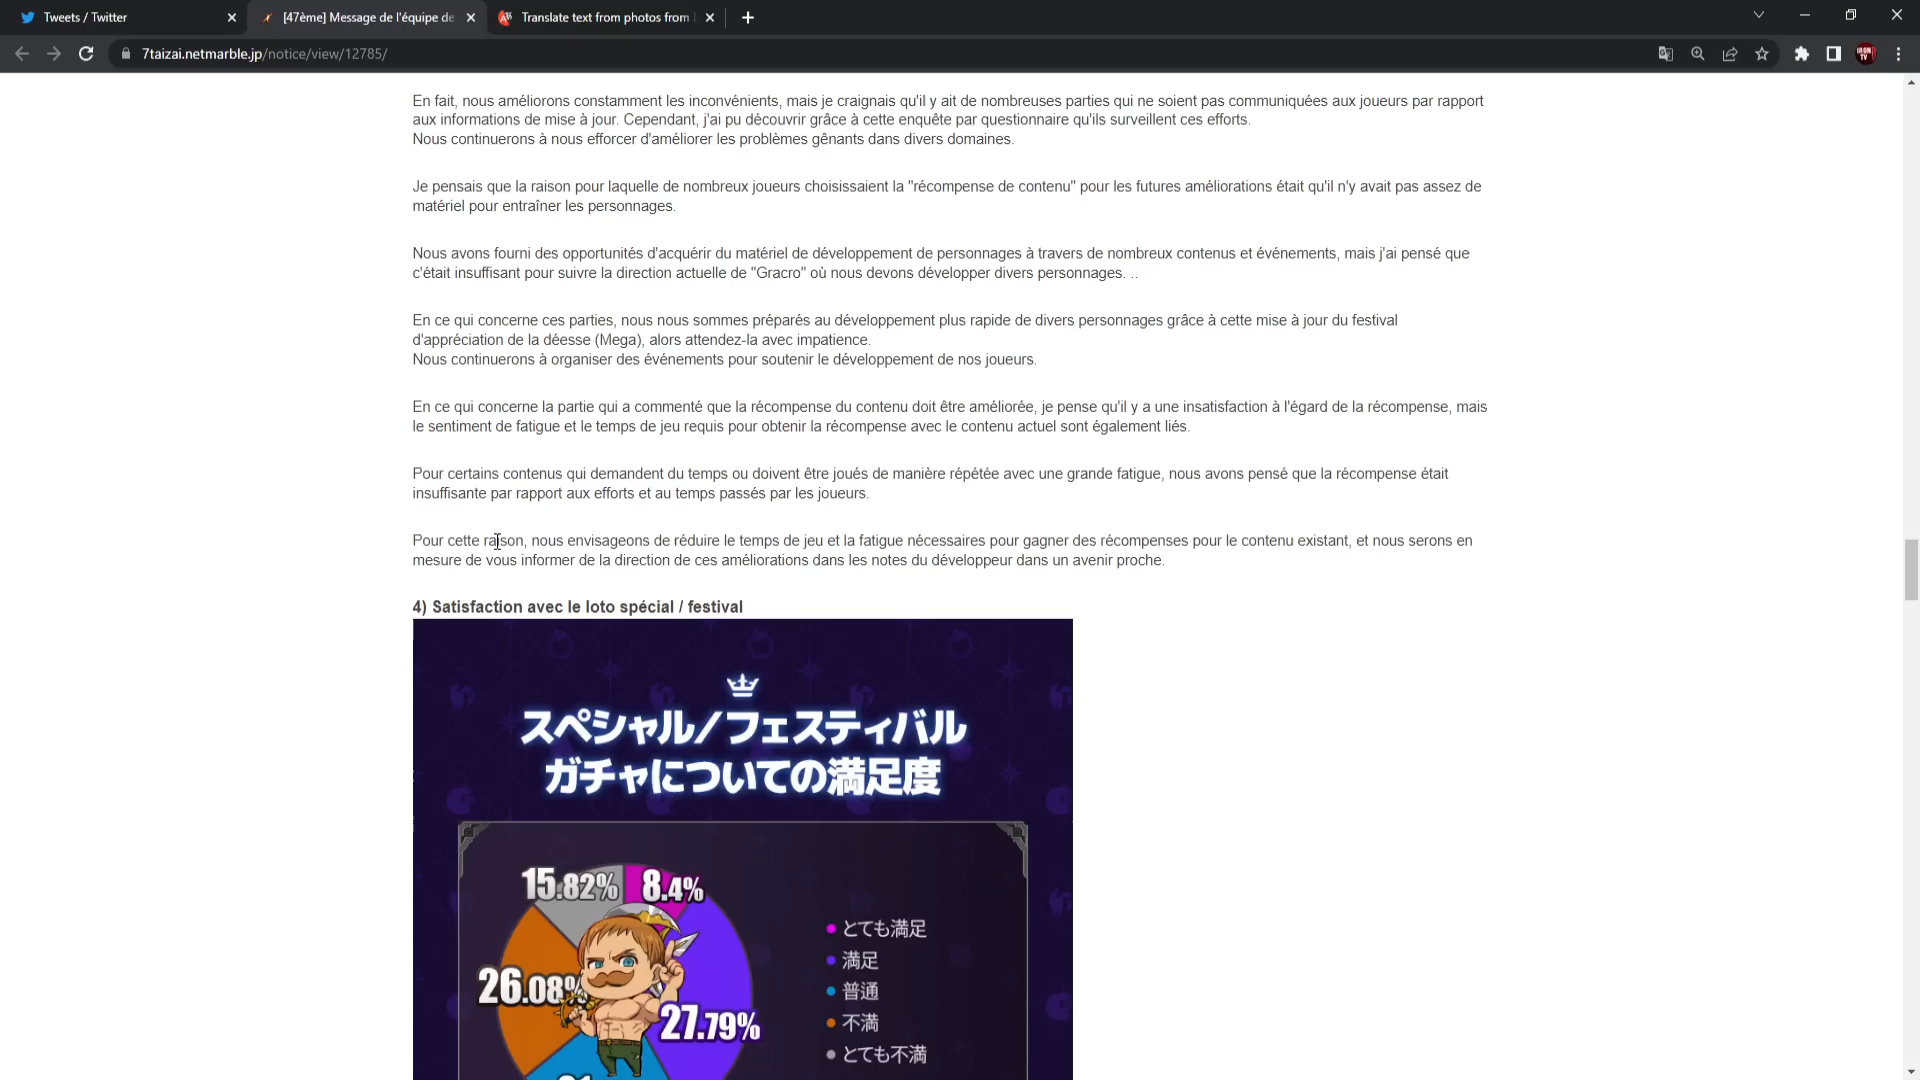 Tweets / Twitter
[47ème] Message de l'équipe de
Translate text from photos from
7taizai.netmarble.jp/notice/view/12785/
En fait, nous améliorons constamment les inconvénients, mais je craignais qu'il y ait de nombreuses parties qui ne soient pas communiquées aux joueurs par rapport
aux informations de mise à jour. Cependant, j'ai pu découvrir grâce à cette enquête par questionnaire qu'ils surveillent ces efforts.
Nous continuerons à nous efforcer d'améliorer les problèmes gênants dans divers domaines.
Je pensais que la raison pour laquelle de nombreux joueurs choisissaient la "récompense de contenu" pour les futures améliorations était qu'il n'y avait pas assez de
matériel pour entraîner les personnages.
Nous avons fourni des opportunités d'acquérir du matériel de développement de personnages à travers de nombreux contenus et événements, mais j'ai pensé que
c'était insuffisant pour suivre la direction actuelle de "Gracro" où nous devons développer divers personnages. ..
En ce qui concerne ces parties, nous nous sommes préparés au développement plus rapide de divers personnages grâce à cette mise à jour du festival
d'appréciation de la déesse (Mega), alors attendez-la avec impatience.
Nous continuerons à organiser des événements pour soutenir le développement de nos joueurs.
En ce qui concerne la partie qui a commenté que la récompense du contenu doit être améliorée, je pense qu'il y a une insatisfaction à l'égard de la récompense, mais
le sentiment de fatigue et le temps de jeu requis pour obtenir la récompense avec le contenu actuel sont également liés.
Pour certains contenus qui demandent du temps ou doivent être joués de manière répétée avec une grande fatigue, nous avons pensé que la récompense était
insuffisante par rapport aux efforts et au temps passés par les joueurs.
Pour cette raison, nous envisageons de réduire le temps de jeu et la fatigue nécessaires pour gagner des récompenses pour le contenu existant, et nous serons en
mesure de vous informer de la direction de ces améliorations dans les notes du développeur dans un avenir proche.
4) Satisfaction avec le loto spécial / festival
スペシャル/フェスティバル
ガチャについての満足度
15.82%
8.4%
26.08%
27.79%
とても満足
満足
普通
不満
とても不満